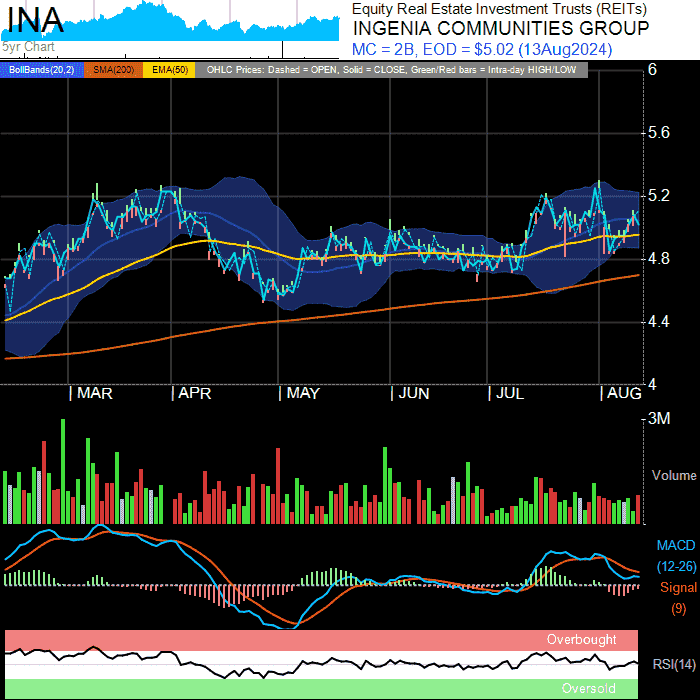 INA
Equity Real Estate Investment Trusts (REITs)
INGENIA COMMUNITIES GROUP
MC = 2B, EOD = $5.02 (13Aug2024)
5yr Chart
BollBands(20,2) SMA(200) EMA(50) OHLC Prices: Dashed = OPEN, Solid = CLOSE, Green/Red bars = Intra-day HIGH/LOW
6
5.6
5.2
4.8
4.4
4
MAR APR MAY JUN JUL AUG
3M
Volume
MACD
(12-26)
Signal
(9)
Overbought
RSI(14)
Oversold